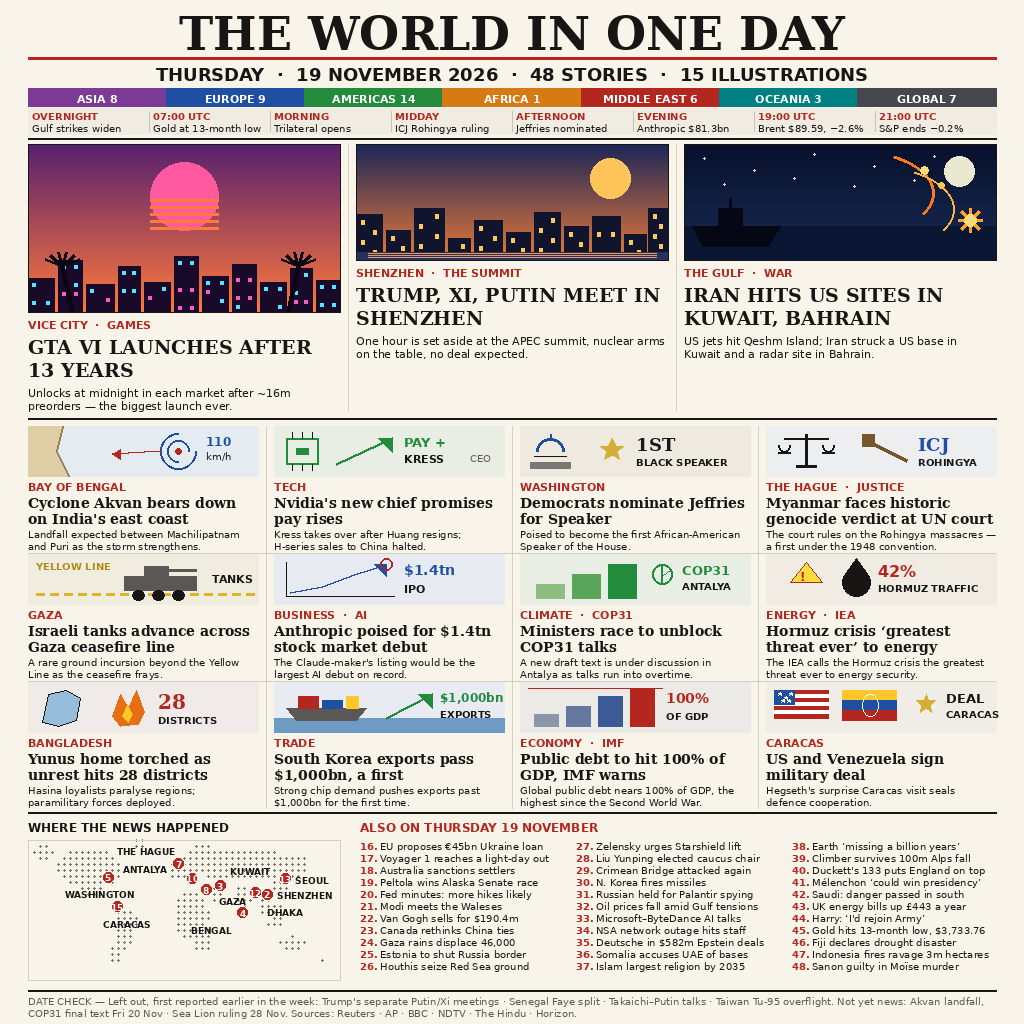 THE WORLD IN ONE DAY
THURSDAY · 19 NOVEMBER 2026 · 48 STORIES · 15 ILLUSTRATIONS
ASIA 8
EUROPE 9
AMERICAS 14
AFRICA 1
MIDDLE EAST 6
OCEANIA 3
GLOBAL 7
OVERNIGHT
Gulf strikes widen
07:00 UTC
Gold at 13-month low
MORNING
Trilateral opens
MIDDAY
ICJ Rohingya ruling
AFTERNOON
Jeffries nominated
EVENING
Anthropic $81.3bn
19:00 UTC
Brent $89.59, −2.6%
21:00 UTC
S&P ends −0.2%
VICE CITY · GAMES
GTA VI LAUNCHES AFTER
13 YEARS
Unlocks at midnight in each market after ~16m
preorders — the biggest launch ever.
SHENZHEN · THE SUMMIT
TRUMP, XI, PUTIN MEET IN
SHENZHEN
One hour is set aside at the APEC summit, nuclear arms
on the table, no deal expected.
THE GULF · WAR
IRAN HITS US SITES IN
KUWAIT, BAHRAIN
US jets hit Qeshm Island; Iran struck a US base in
Kuwait and a radar site in Bahrain.
110
km/h
BAY OF BENGAL
Cyclone Akvan bears down
on India's east coast
Landfall expected between Machilipatnam
and Puri as the storm strengthens.
PAY +
KRESS
CEO
TECH
Nvidia's new chief promises
pay rises
Kress takes over after Huang resigns;
H-series sales to China halted.
1ST
BLACK SPEAKER
WASHINGTON
Democrats nominate Jeffries
for Speaker
Poised to become the first African-American
Speaker of the House.
ICJ
ROHINGYA
THE HAGUE · JUSTICE
Myanmar faces historic
genocide verdict at UN court
The court rules on the Rohingya massacres —
a first under the 1948 convention.
YELLOW LINE
TANKS
GAZA
Israeli tanks advance across
Gaza ceasefire line
A rare ground incursion beyond the Yellow
Line as the ceasefire frays.
$1.4tn
IPO
BUSINESS · AI
Anthropic poised for $1.4tn
stock market debut
The Claude-maker's listing would be the
largest AI debut on record.
COP31
ANTALYA
CLIMATE · COP31
Ministers race to unblock
COP31 talks
A new draft text is under discussion in
Antalya as talks run into overtime.
!
42%
HORMUZ TRAFFIC
ENERGY · IEA
Hormuz crisis ‘greatest
threat ever’ to energy
The IEA calls the Hormuz crisis the greatest
threat ever to energy security.
28
DISTRICTS
BANGLADESH
Yunus home torched as
unrest hits 28 districts
Hasina loyalists paralyse regions;
paramilitary forces deployed.
$1,000bn
EXPORTS
TRADE
South Korea exports pass
$1,000bn, a first
Strong chip demand pushes exports past
$1,000bn for the first time.
100%
OF GDP
ECONOMY · IMF
Public debt to hit 100% of
GDP, IMF warns
Global public debt nears 100% of GDP, the
highest since the Second World War.
DEAL
CARACAS
CARACAS
US and Venezuela sign
military deal
Hegseth's surprise Caracas visit seals
defence cooperation.
WHERE THE NEWS HAPPENED
THE HAGUE
7
ANTALYA
5
KUWAIT
13
SEOUL
8
3
WASHINGTON
12
2
SHENZHEN
GAZA
15
4
DHAKA
CARACAS
BENGAL
ALSO ON THURSDAY 19 NOVEMBER
16. EU proposes €45bn Ukraine loan
17. Voyager 1 reaches a light-day out
18. Australia sanctions settlers
19. Peltola wins Alaska Senate race
20. Fed minutes: more hikes likely
21. Modi meets the Waleses
22. Van Gogh sells for $190.4m
23. Canada rethinks China ties
24. Gaza rains displace 46,000
25. Estonia to shut Russia border
26. Houthis seize Red Sea ground
27. Zelensky urges Starshield lift
28. Liu Yunping elected caucus chair
29. Crimean Bridge attacked again
30. N. Korea fires missiles
31. Russian held for Palantir spying
32. Oil prices fall amid Gulf tensions
33. Microsoft–ByteDance AI talks
34. NSA network outage hits staff
35. Deutsche in $582m Epstein deals
36. Somalia accuses UAE of bases
37. Islam largest religion by 2035
38. Earth ‘missing a billion years’
39. Climber survives 100m Alps fall
40. Duckett's 133 puts England on top
41. Mélenchon ‘could win presidency’
42. Saudi: danger passed in south
43. UK energy bills up £443 a year
44. Harry: ‘I'd rejoin Army’
45. Gold hits 13-month low, $3,733.76
46. Fiji declares drought disaster
47. Indonesia fires ravage 3m hectares
48. Sanon guilty in Moïse murder
DATE CHECK — Left out, first reported earlier in the week: Trump's separate Putin/Xi meetings · Senegal Faye split · Takaichi–Putin talks · Taiwan Tu-95 overflight. Not yet news: Akvan landfall,
COP31 final text Fri 20 Nov · Sea Lion ruling 28 Nov. Sources: Reuters · AP · BBC · NDTV · The Hindu · Horizon.